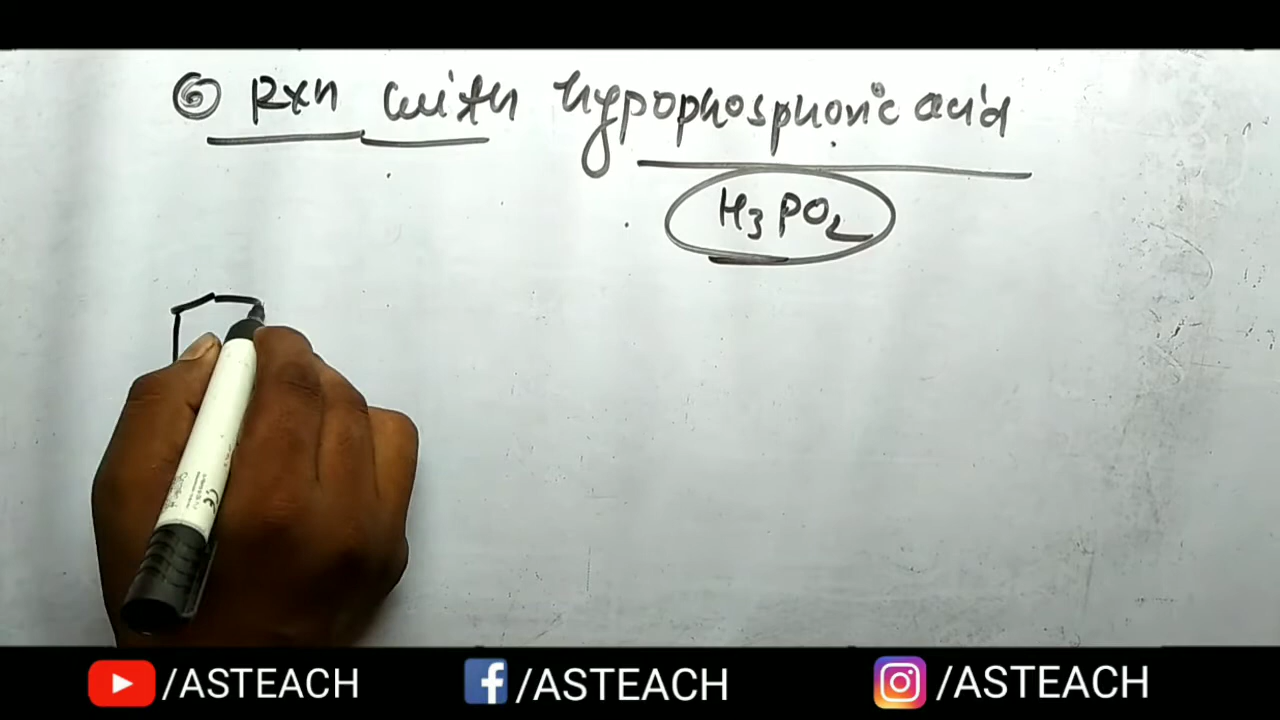 ⑥ Rxn with hypophosphoric acid
H₃PO₂
/ASTEACH /ASTEACH /ASTEACH